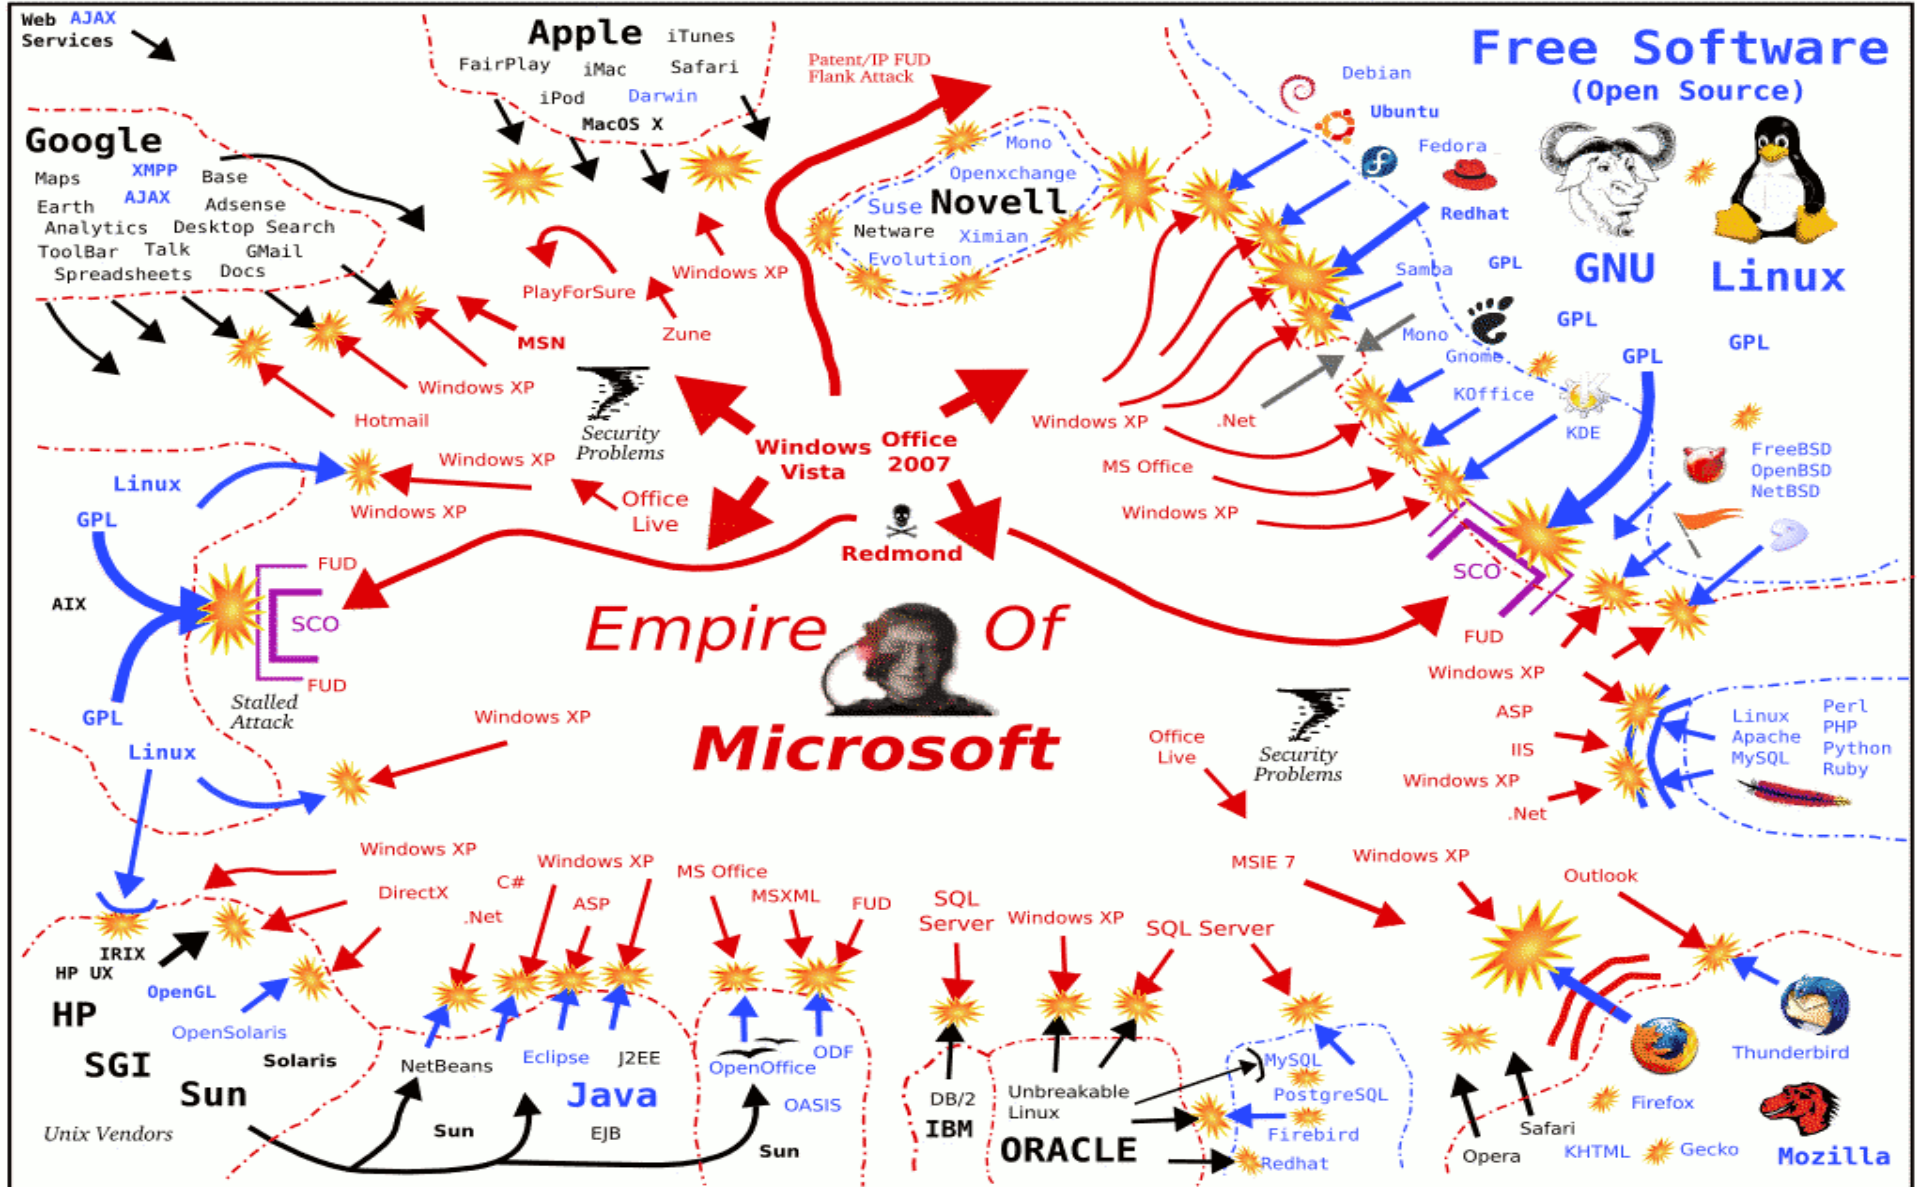 Web AJAX
Services
Apple
iTunes
FairPlay
iMac
Safari
iPod
Darwin
MacOS X
Patent/IP FUD
Flank Attack
Free Software
(Open Source)
Debian
Ubuntu
Fedora
Redhat
GNU
Linux
Google
Maps
XMPP
Base
Earth
AJAX
Adsense
Analytics
Desktop Search
ToolBar
Talk
GMail
Spreadsheets
Docs
Mono
Openxchange
Suse
Novell
Netware
Ximian
Evolution
Windows XP
PlayForSure
Zune
MSN
Windows XP
Hotmail
Security
Problems
Samba
GPL
Mono
GPL
Gnome
GPL
GPL
KOffice
KDE
Windows XP
.Net
MS Office
Windows XP
FreeBSD
OpenBSD
NetBSD
Windows
Vista
Office
2007
Redmond
Linux
GPL
Windows XP
Windows XP
Office
Live
AIX
FUD
SCO
FUD
Stalled
Attack
GPL
Linux
Windows XP
Empire Of
Microsoft
SCO
FUD
Windows XP
ASP
IIS
Windows XP
.Net
Office
Live
Security
Problems
Linux
Apache
MySQL
Perl
PHP
Python
Ruby
Windows XP
DirectX
C#
.Net
Windows XP
ASP
MS Office
MSXML
FUD
SQL
Server
Windows XP
SQL Server
MSIE 7
Windows XP
Outlook
IRIX
HP UX
HP
OpenGL
OpenSolaris
SGI
Solaris
Sun
Unix Vendors
NetBeans
Eclipse
J2EE
Java
Sun
EJB
OpenOffice
ODF
OASIS
Sun
DB/2
IBM
Unbreakable
Linux
ORACLE
MySQL
PostgreSQL
Firebird
Redhat
Thunderbird
Firefox
Safari
Opera
KHTML
Gecko
Mozilla